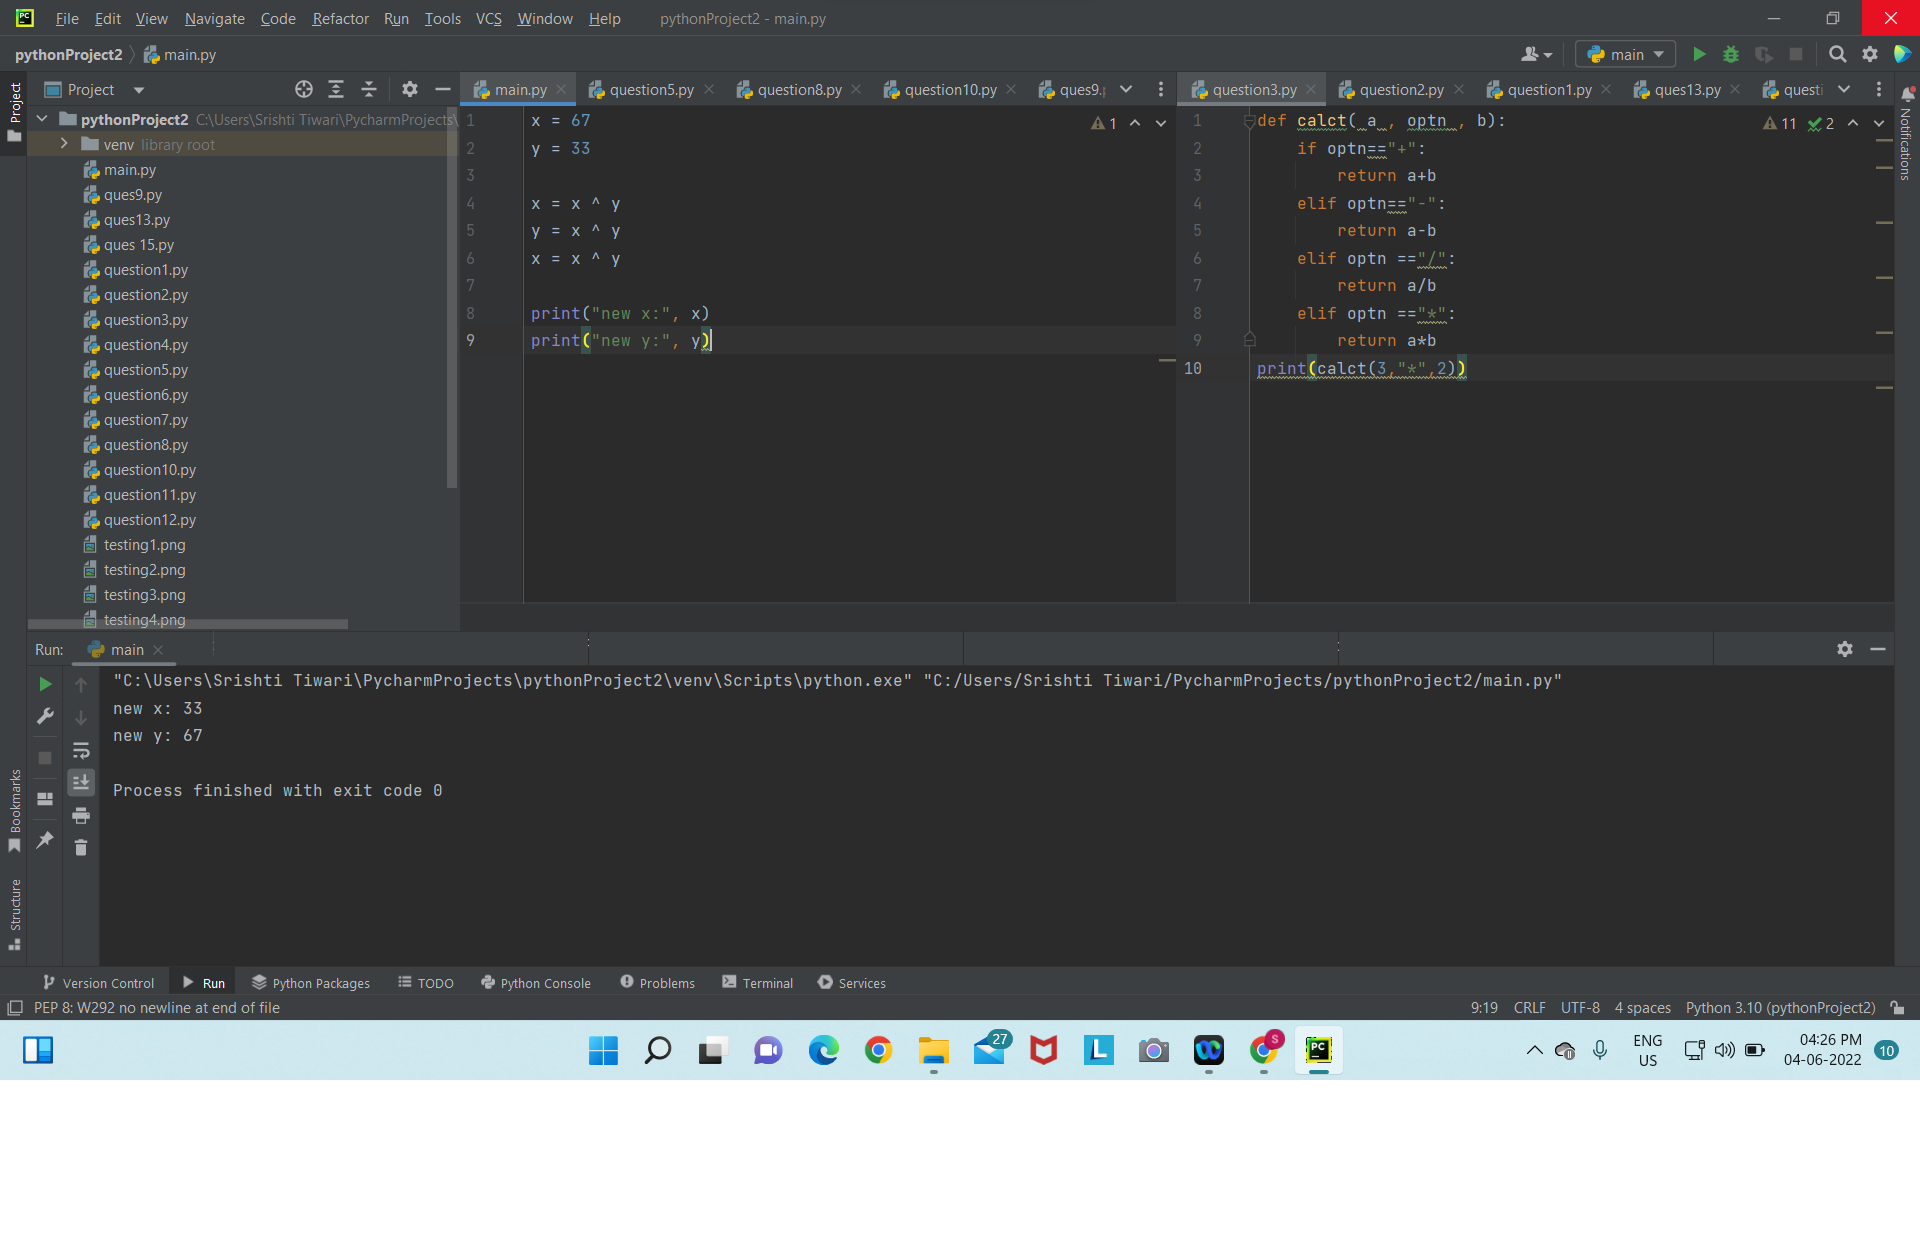 File Edit View Navigate Code Refactor Run Tools VCS Window Help pythonProject2 - main.py
pythonProject2 main.py main
Project
Project main.py question5.py question8.py question10.py ques9. question3.py question2.py question1.py ques13.py questi
pythonProject2 C:\Users\Srishti Tiwari\PycharmProjects\
venv library root
main.py
ques9.py
ques13.py
ques 15.py
question1.py
question2.py
question3.py
question4.py
question5.py
question6.py
question7.py
question8.py
question10.py
question11.py
question12.py
testing1.png
testing2.png
testing3.png
testing4.png
1 x = 67
2 y = 33
3
4 x = x ^ y
5 y = x ^ y
6 x = x ^ y
7
8 print("new x:", x)
9 print("new y:", y)
1
1 def calct( a , optn , b):
2 if optn=="+":
3 return a+b
4 elif optn=="-":
5 return a-b
6 elif optn =="/":
7 return a/b
8 elif optn =="*":
9 return a*b
10 print(calct(3,"*",2))
11 2
Notifications
Run: main
"C:\Users\Srishti Tiwari\PycharmProjects\pythonProject2\venv\Scripts\python.exe" "C:/Users/Srishti Tiwari/PycharmProjects/pythonProject2/main.py"
new x: 33
new y: 67
Process finished with exit code 0
Bookmarks
Structure
Version Control Run Python Packages TODO Python Console Problems Terminal Services
PEP 8: W292 no newline at end of file 9:19 CRLF UTF-8 4 spaces Python 3.10 (pythonProject2)
27 S PC
ENG
US
04:26 PM
04-06-2022
10